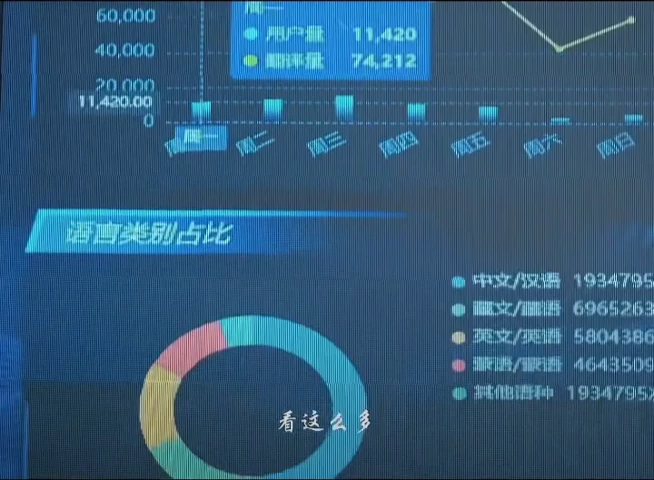 60,000
周一
用户量 11,420
40,000
翻译量 74,212
20,000
11,420.00
0
周一 周二 周三 周四 周五 周六 周日
语言类别占比
中文/汉语 1934795
藏文/藏语 6965263
英文/英语 5804386
蒙语/蒙语 4643509
其他语种 1934795
看这么多